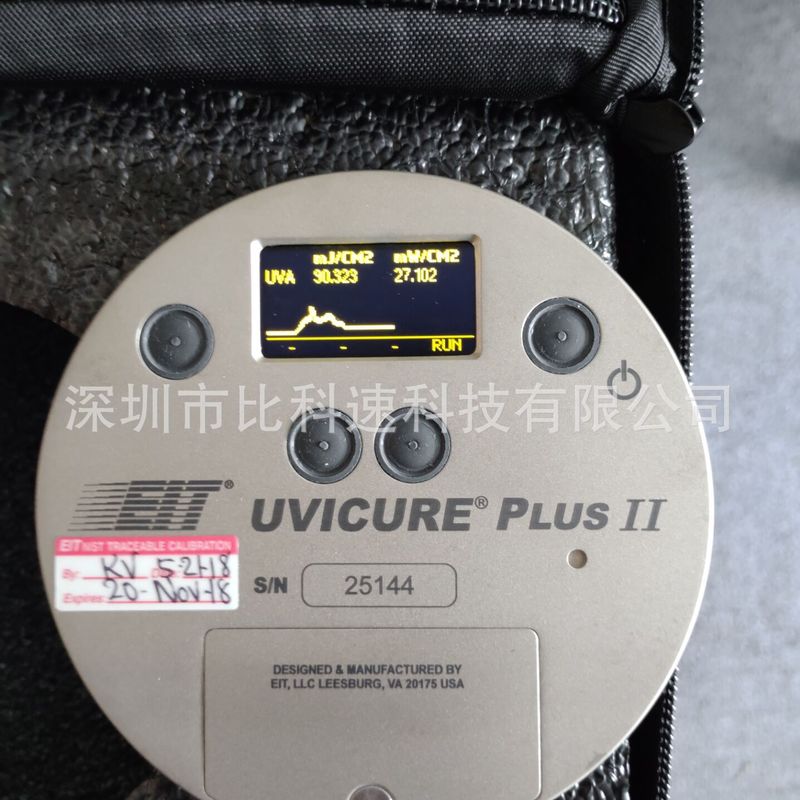 mJ/CM2 mW/CM2
UVA 90.323 27.102
RUN
深圳市比科速科技有限公司
EIT® UVICURE® PLUS II
EIT NIST TRACEABLE CALIBRATION
By: KV 5-21-18
Expires: 20-Nov-18
S/N 25144
DESIGNED & MANUFACTURED BY
EIT, LLC LEESBURG, VA 20175 USA